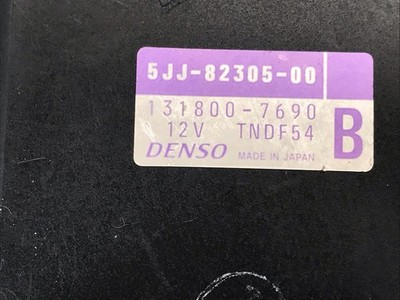 5JJ-82305-00
131800-7690
12V TNDF54
DENSO MADE IN JAPAN
B